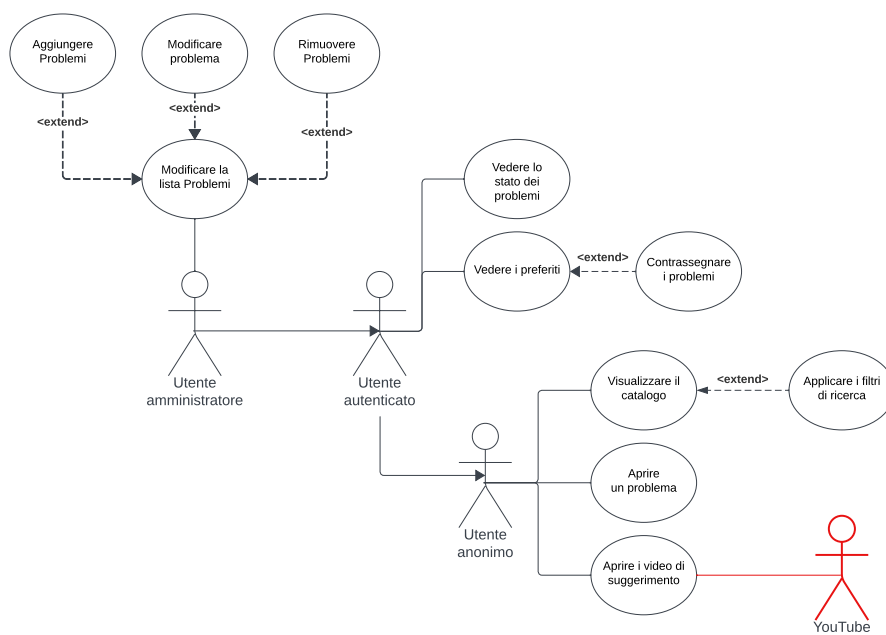 Aggiungere
Problemi
Modificare
problema
Rimuovere
Problemi
<extend>
<extend>
<extend>
Modificare la
lista Problemi
Vedere lo
stato dei
problemi
Vedere i preferiti
<extend>
Contrassegnare
i problemi
Utente
amministratore
Utente
autenticato
Visualizzare il
catalogo
<extend>
Applicare i filtri
di ricerca
Aprire
un problema
Utente
anonimo
Aprire i video di
suggerimento
YouTube